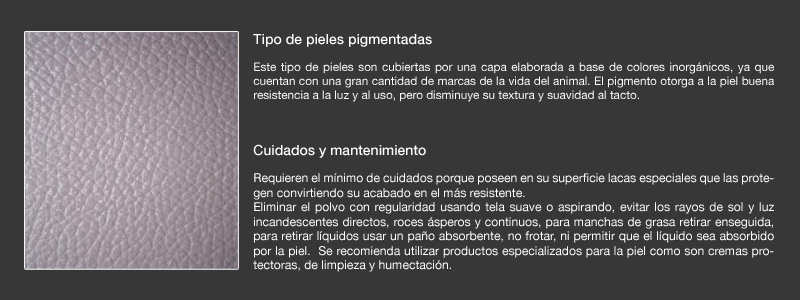 Tipo de pieles pigmentadas
Este tipo de pieles son cubiertas por una capa elaborada a base de colores inorgánicos, ya que
cuentan con una gran cantidad de marcas de la vida del animal. El pigmento otorga a la piel buena
resistencia a la luz y al uso, pero disminuye su textura y suavidad al tacto.
Cuidados y mantenimiento
Requieren el mínimo de cuidados porque poseen en su superficie lacas especiales que las prote-
gen convirtiendo su acabado en el más resistente.
Eliminar el polvo con regularidad usando tela suave o aspirando, evitar los rayos de sol y luz
incandescentes directos, roces ásperos y continuos, para manchas de grasa retirar enseguida,
para retirar líquidos usar un paño absorbente, no frotar, ni permitir que el líquido sea absorbido
por la piel.  Se recomienda utilizar productos especializados para la piel como son cremas pro-
tectoras, de limpieza y humectación.